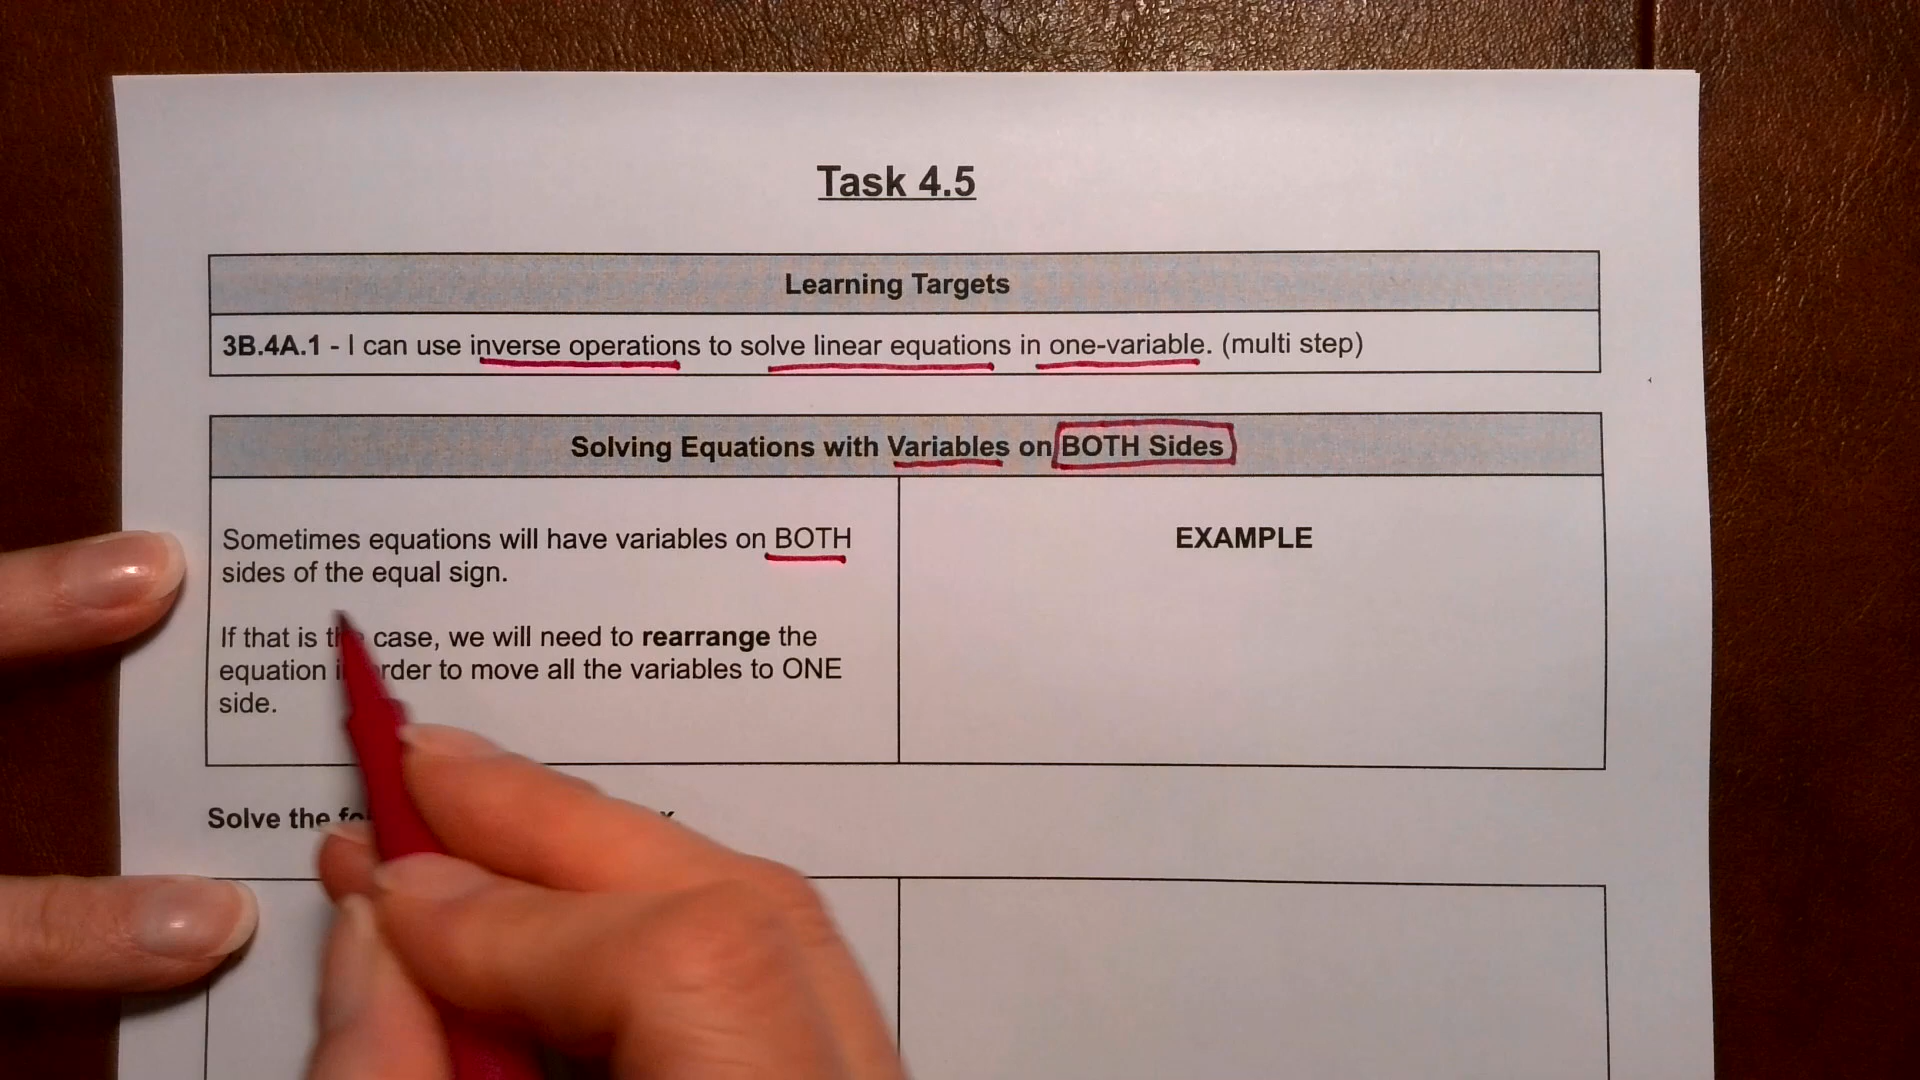 Task 4.5
Learning Targets
3B.4A.1 - I can use inverse operations to solve linear equations in one-variable. (multi step)
Solving Equations with Variables on BOTH Sides
Sometimes equations will have variables on BOTH
sides of the equal sign.
If that is the case, we will need to rearrange the
equation in order to move all the variables to ONE
side.
EXAMPLE
Solve the